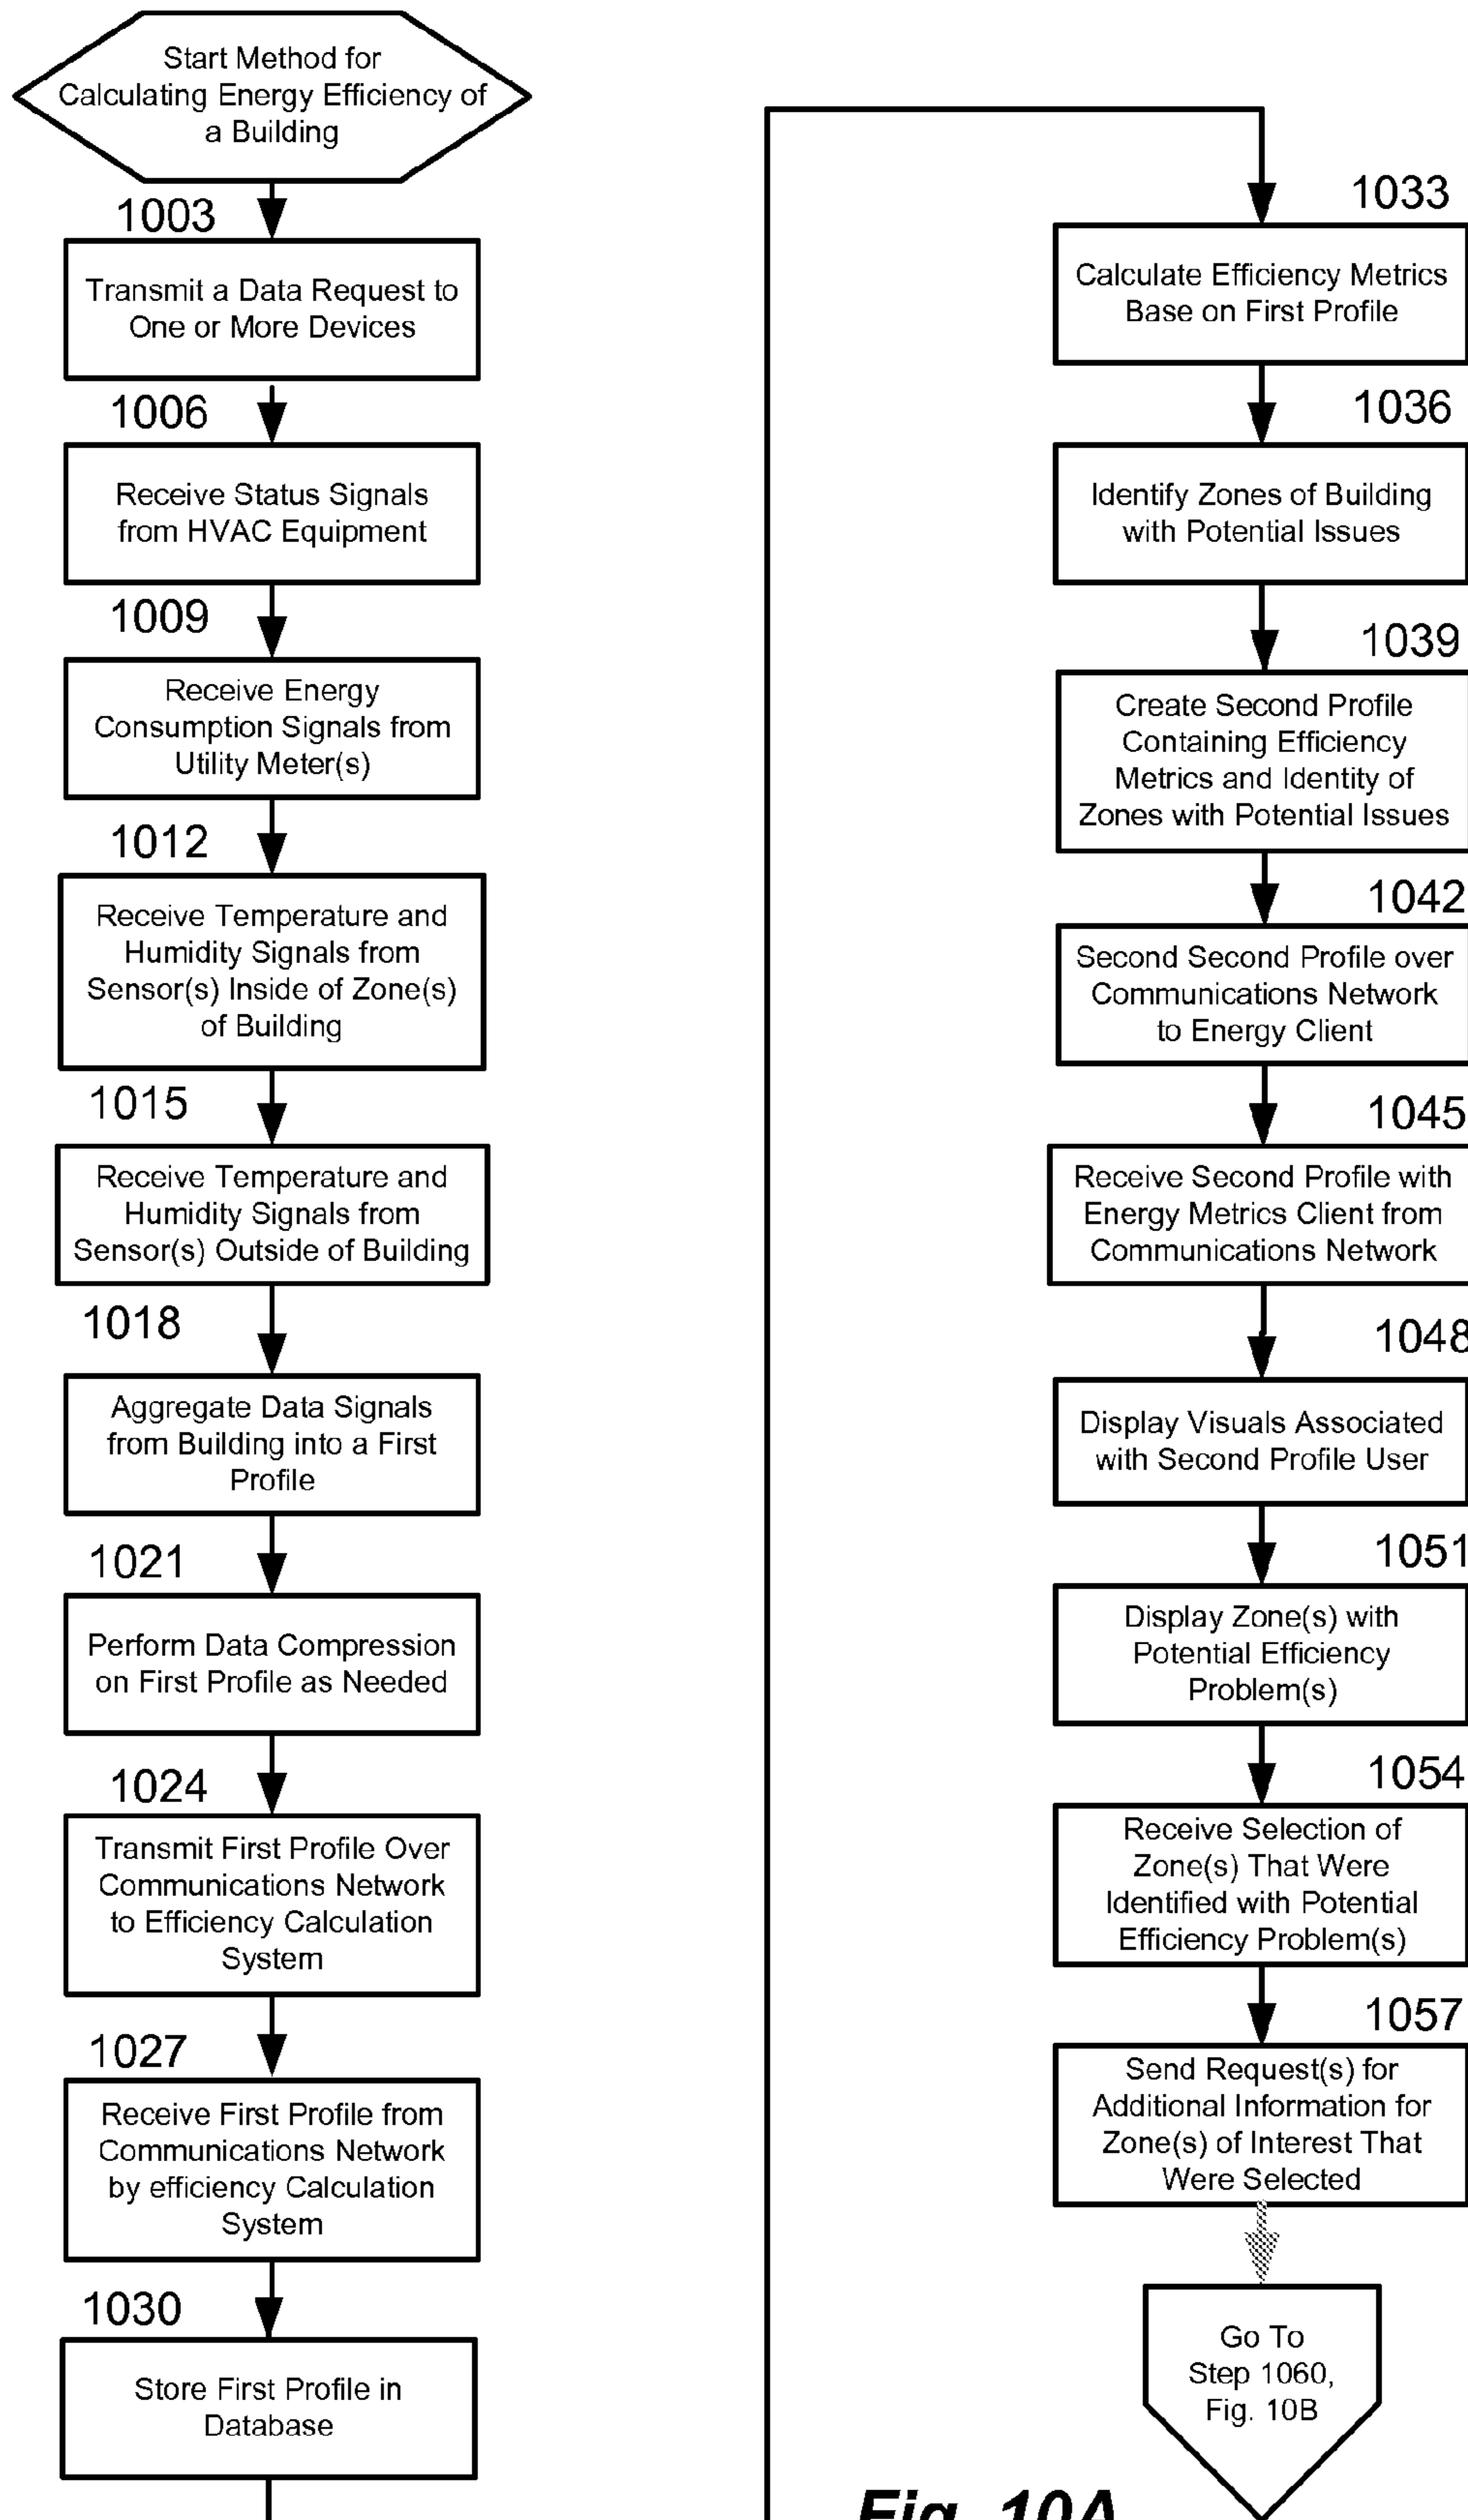 Start Method for
Calculating Energy Efficiency of
a Building
1003
Transmit a Data Request to
One or More Devices
1006
Receive Status Signals
from HVAC Equipment
1009
Receive Energy
Consumption Signals from
Utility Meter(s)
1012
Receive Temperature and
Humidity Signals from
Sensor(s) Inside of Zone(s)
of Building
1015
Receive Temperature and
Humidity Signals from
Sensor(s) Outside of Building
1018
Aggregate Data Signals
from Building into a First
Profile
1021
Perform Data Compression
on First Profile as Needed
1024
Transmit First Profile Over
Communications Network
to Efficiency Calculation
System
1027
Receive First Profile from
Communications Network
by efficiency Calculation
System
1030
Store First Profile in
Database
1033
Calculate Efficiency Metrics
Base on First Profile
1036
Identify Zones of Building
with Potential Issues
1039
Create Second Profile
Containing Efficiency
Metrics and Identity of
Zones with Potential Issues
1042
Second Second Profile over
Communications Network
to Energy Client
1045
Receive Second Profile with
Energy Metrics Client from
Communications Network
1048
Display Visuals Associated
with Second Profile User
1051
Display Zone(s) with
Potential Efficiency
Problem(s)
1054
Receive Selection of
Zone(s) That Were
Identified with Potential
Efficiency Problem(s)
1057
Send Request(s) for
Additional Information for
Zone(s) of Interest That
Were Selected
Go To
Step 1060,
Fig. 10B
Fig. 10A